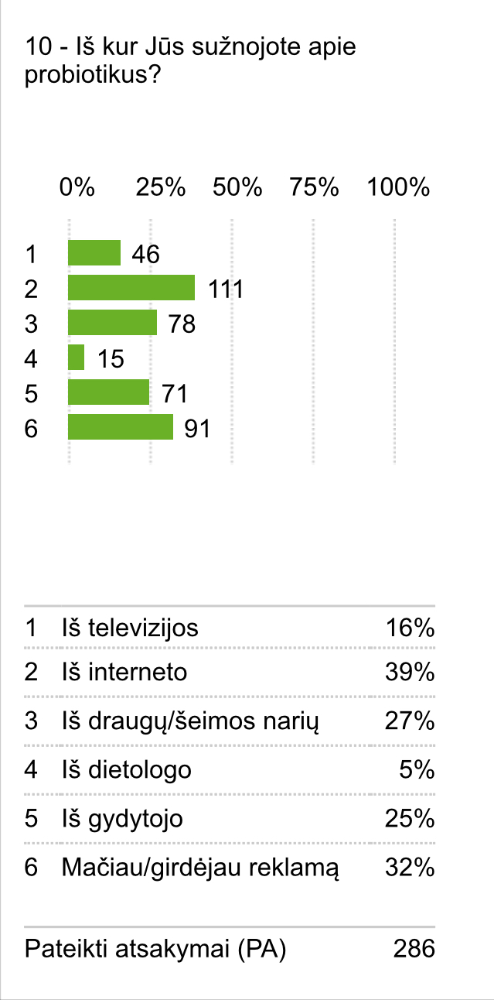 10 - Iš kur Jūs sužnojote apie
probiotikus?
0% 25% 50% 75% 100%
1 46
2 111
3 78
4 15
5 71
6 91
1 Iš televizijos 16%
2 Iš interneto 39%
3 Iš draugų/šeimos narių 27%
4 Iš dietologo 5%
5 Iš gydytojo 25%
6 Mačiau/girdėjau reklamą 32%
Pateikti atsakymai (PA) 286